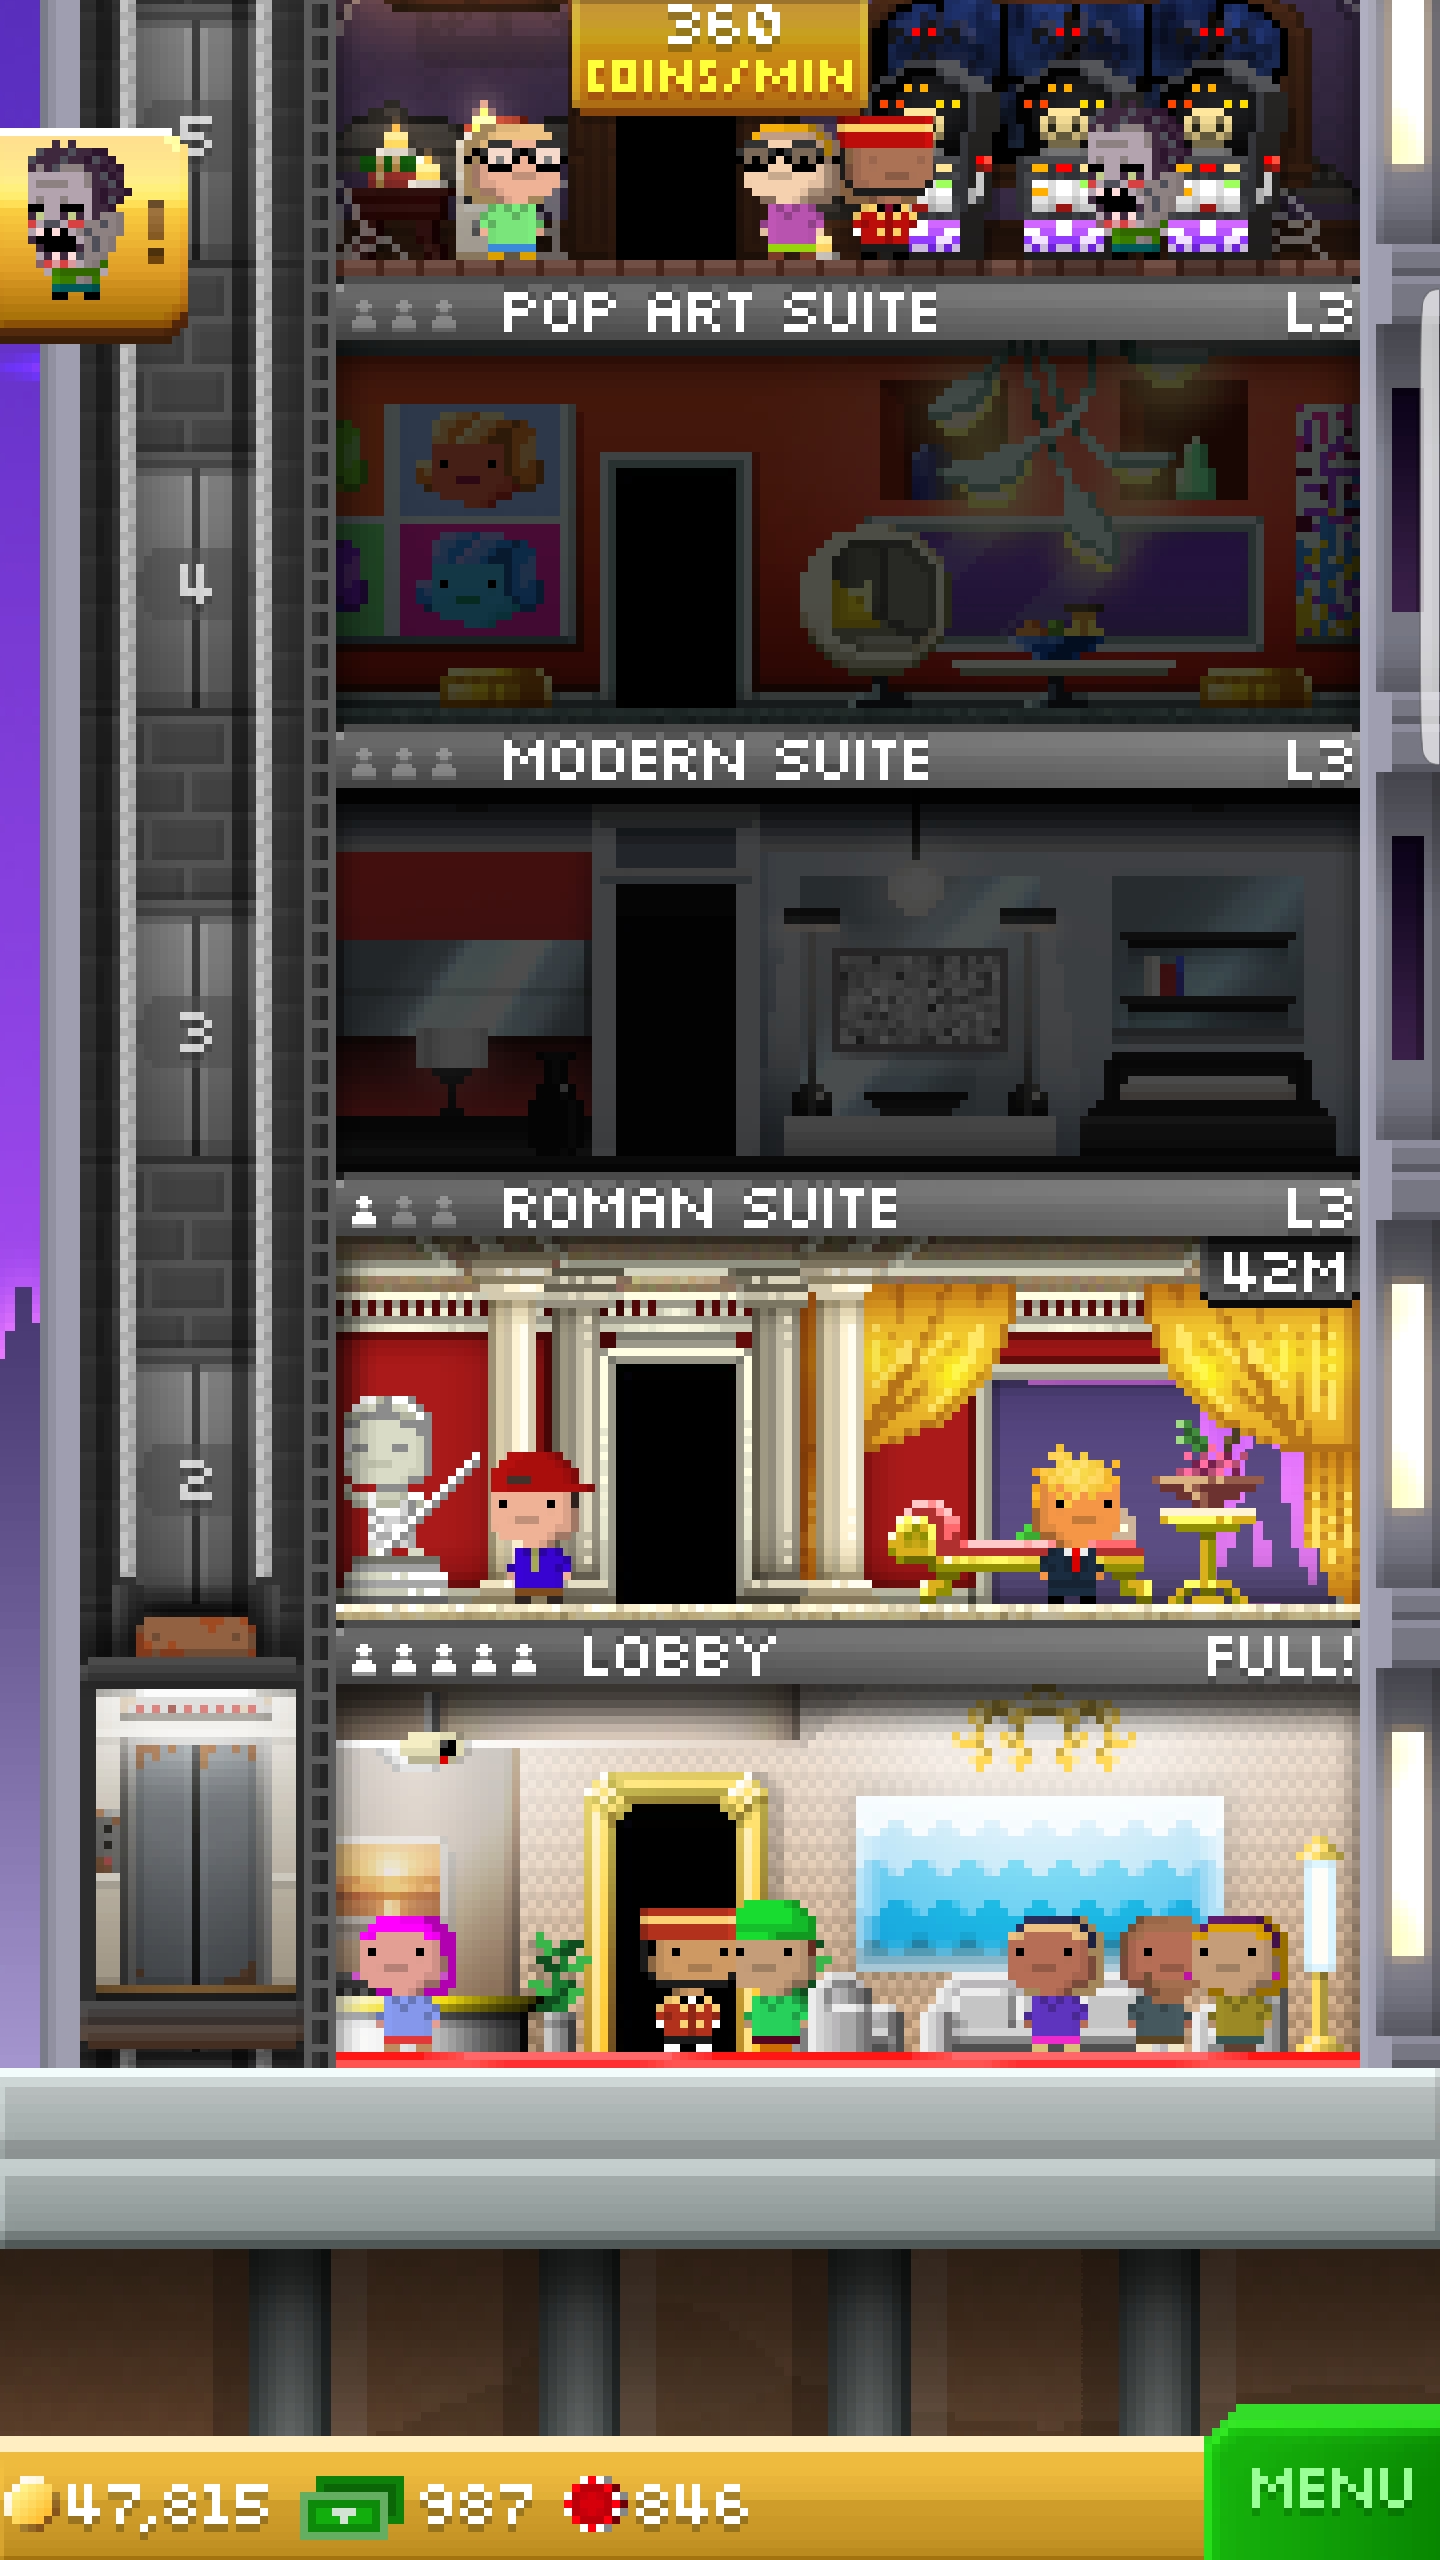 360
COINS/MIN
5
!
POP ART SUITE L3
4
MODERN SUITE L3
3
ROMAN SUITE L3
42M
2
LOBBY FULL!
47,815 987 846
MENU